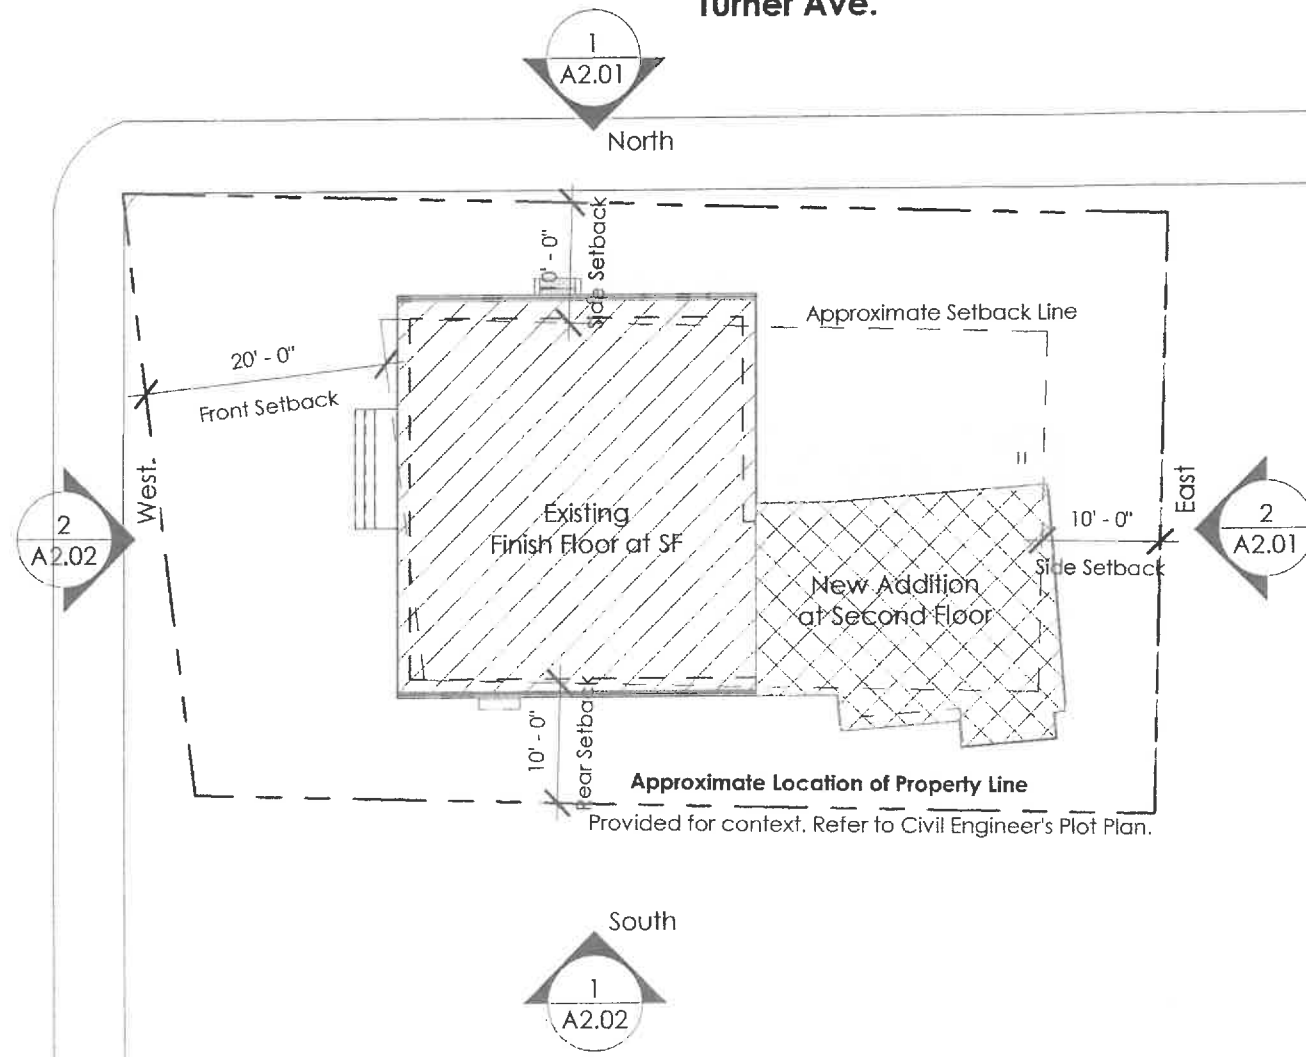 Turner Ave.
1
A2.01
North
10' - 0"
Side Setback
Approximate Setback Line
20' - 0"
Front Setback
West.
2
A2.02
Existing
Finish Floor at SF
New Addition
at Second Floor
10' - 0"
Side Setback
East
2
A2.01
10' - 0"
Rear Setback
Approximate Location of Property Line
Provided for context. Refer to Civil Engineer's Plot Plan.
South
1
A2.02